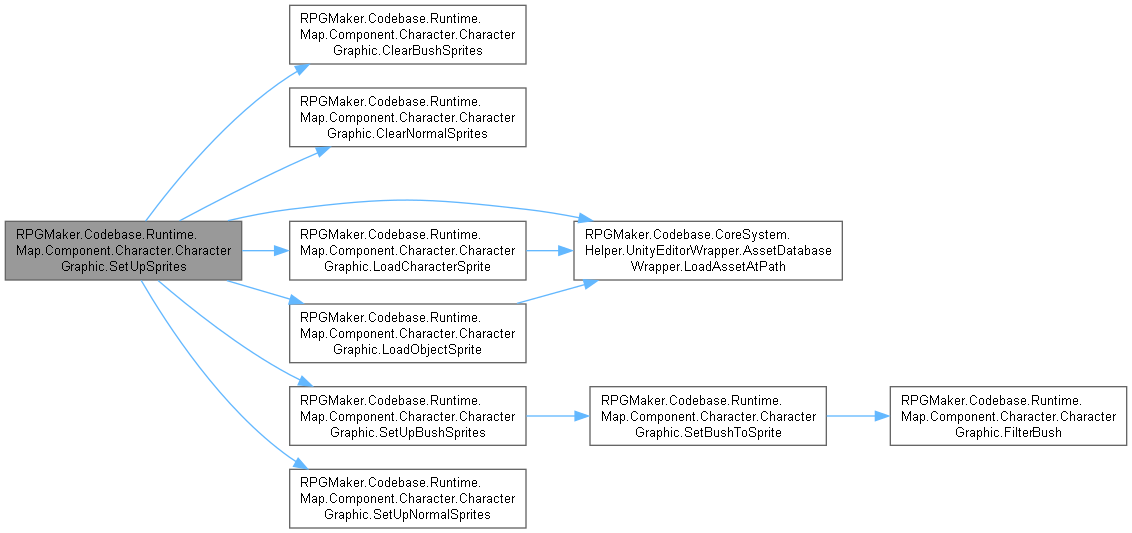 RPGMaker.Codebase.Runtime.
Map.Component.Character.Character
Graphic.SetUpSprites
RPGMaker.Codebase.Runtime.
Map.Component.Character.Character
Graphic.ClearBushSprites
RPGMaker.Codebase.Runtime.
Map.Component.Character.Character
Graphic.ClearNormalSprites
RPGMaker.Codebase.Runtime.
Map.Component.Character.Character
Graphic.LoadCharacterSprite
RPGMaker.Codebase.CoreSystem.
Helper.UnityEditorWrapper.AssetDatabase
Wrapper.LoadAssetAtPath
RPGMaker.Codebase.Runtime.
Map.Component.Character.Character
Graphic.LoadObjectSprite
RPGMaker.Codebase.Runtime.
Map.Component.Character.Character
Graphic.SetUpBushSprites
RPGMaker.Codebase.Runtime.
Map.Component.Character.Character
Graphic.SetBushToSprite
RPGMaker.Codebase.Runtime.
Map.Component.Character.Character
Graphic.FilterBush
RPGMaker.Codebase.Runtime.
Map.Component.Character.Character
Graphic.SetUpNormalSprites